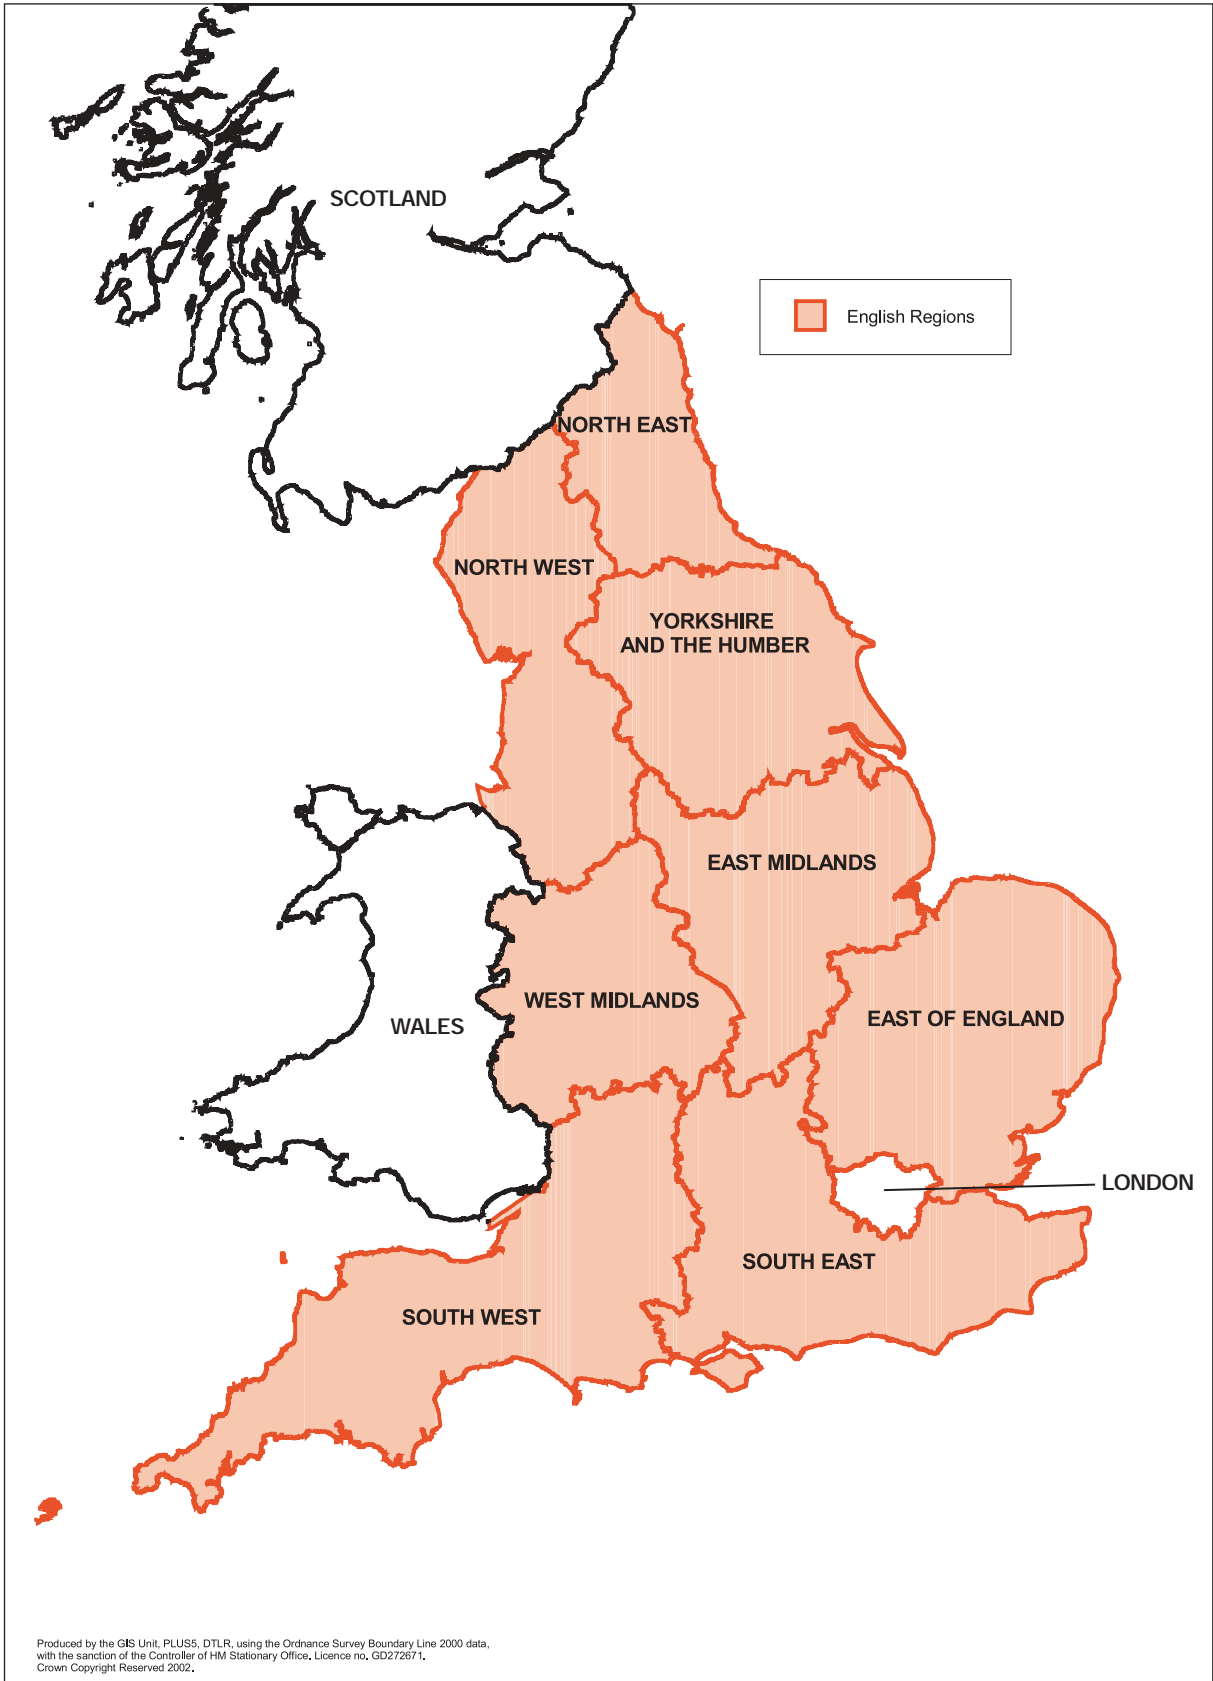 SCOTLAND
English Regions
NORTH EAST
NORTH WEST
YORKSHIRE
AND THE HUMBER
EAST MIDLANDS
WEST MIDLANDS
EAST OF ENGLAND
WALES
LONDON
SOUTH EAST
SOUTH WEST
Produced by the GIS Unit, PLUS5, DTLR, using the Ordnance Survey Boundary Line 2000 data,
with the sanction of the Controller of HM Stationary Office. Licence no. GD272671.
Crown Copyright Reserved 2002.